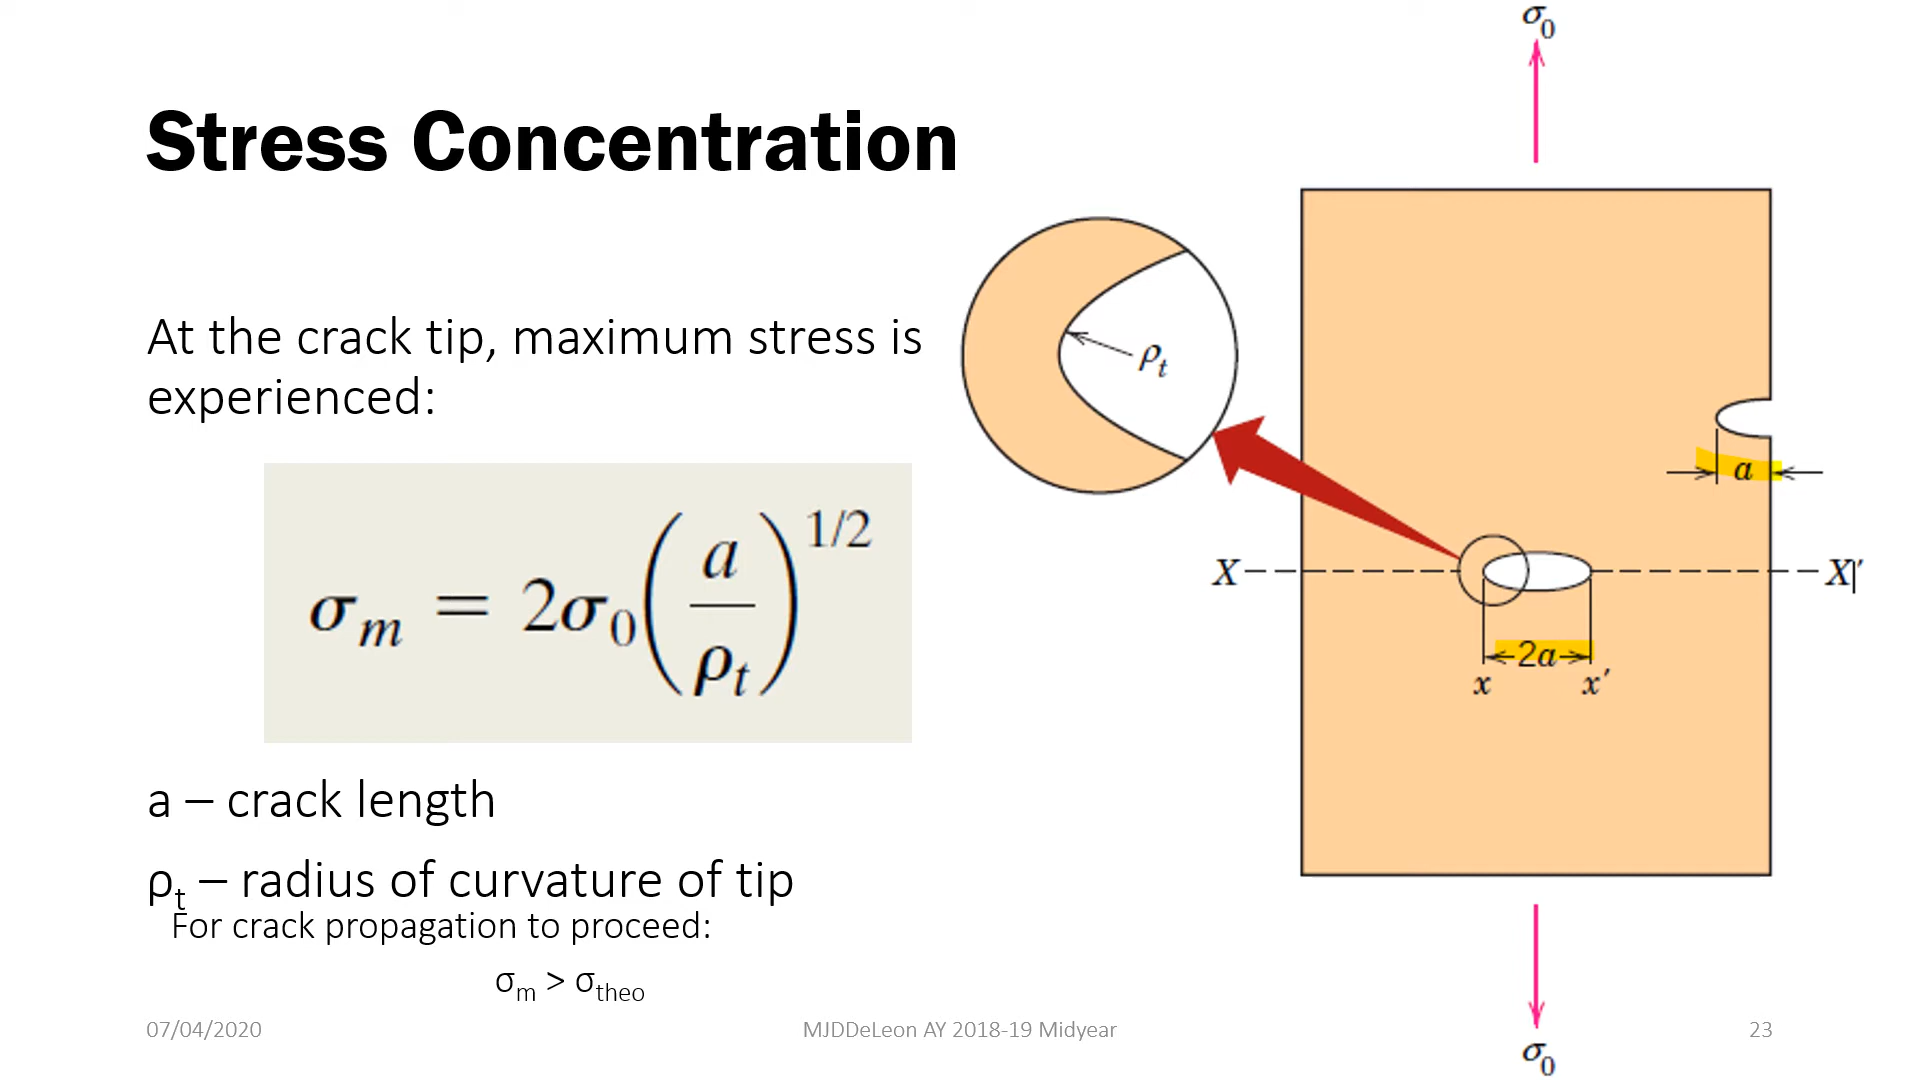 Stress Concentration
At the crack tip, maximum stress is
experienced:
σₘ = 2σ₀(a/ρₜ)^1/2
a – crack length
ρₜ – radius of curvature of tip
For crack propagation to proceed:
σₘ > σtheo
σ₀
ρₜ
a
X
X′
2a
x
x′
σ₀
07/04/2020
MJDDeLeon AY 2018-19 Midyear
23